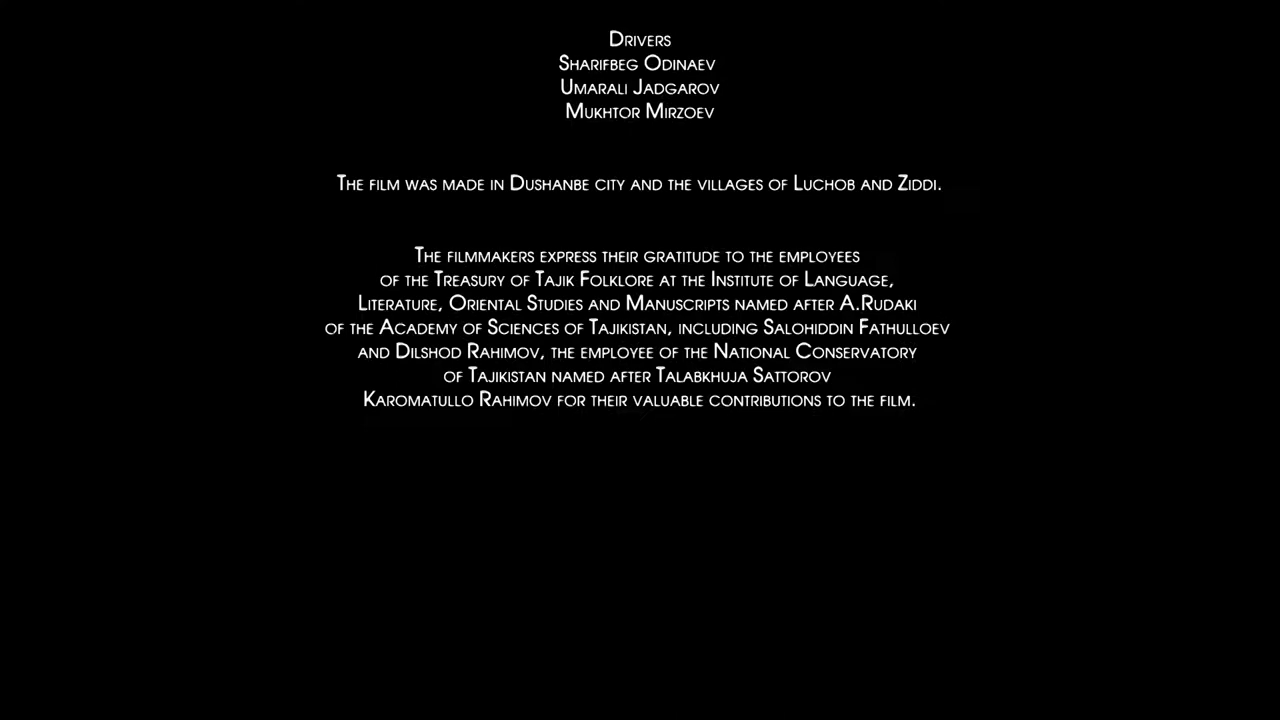 Drivers
Sharifbeg Odinaev
Umarali Jadgarov
Mukhtor Mirzoev
The film was made in Dushanbe city and the villages of Luchob and Ziddi.
The filmmakers express their gratitude to the employees
of the Treasury of Tajik Folklore at the Institute of Language,
Literature, Oriental Studies and Manuscripts named after A.Rudaki
of the Academy of Sciences of Tajikistan, including Salohiddin Fathulloev
and Dilshod Rahimov, the employee of the National Conservatory
of Tajikistan named after Talabkhuja Sattorov
Karomatullo Rahimov for their valuable contributions to the film.